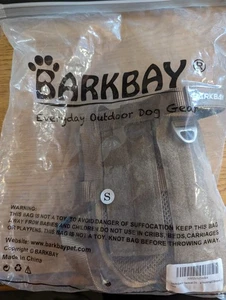 BARKBAY®
Everyday Outdoor Dog Gear
BARKBAY
S
WARNING:
THIS BAG IS NOT A TOY. TO AVOID DANGER OF SUFFOCATION KEEP THIS BAG
AWAY FROM BABIES AND CHILDREN. DO NOT USE IN CRIBS, BEDS, CARRIAGES
OR PLAYPENS. THIS BAG IS NOT A TOY. KNOT BAG BEFORE THROWING AWAY.
Website: www.barkbaypet.com
Copyright © BARKBAY
Made in China